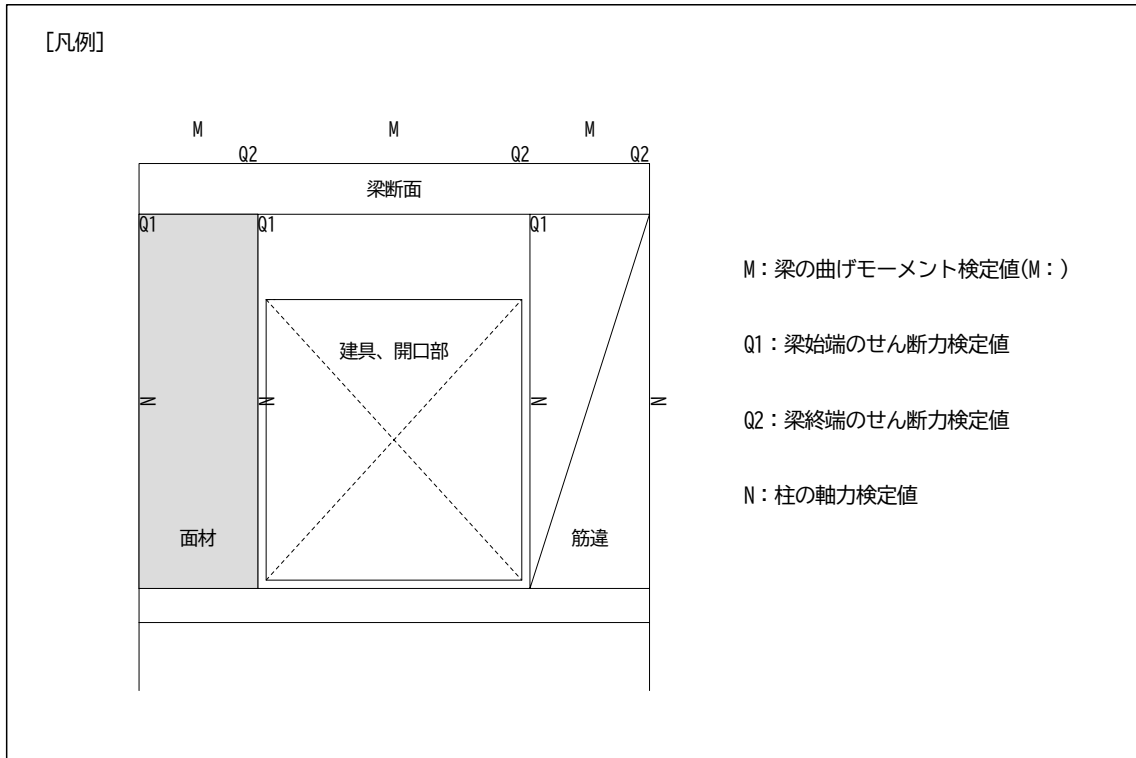 [凡例]
M M M
Q2 Q2 Q2
梁断面
Q1 Q1 Q1
M：梁の曲げモーメント検定値(M：)
Q1：梁始端のせん断力検定値
建具、開口部
N N N N
Q2：梁終端のせん断力検定値
N：柱の軸力検定値
面材 筋違